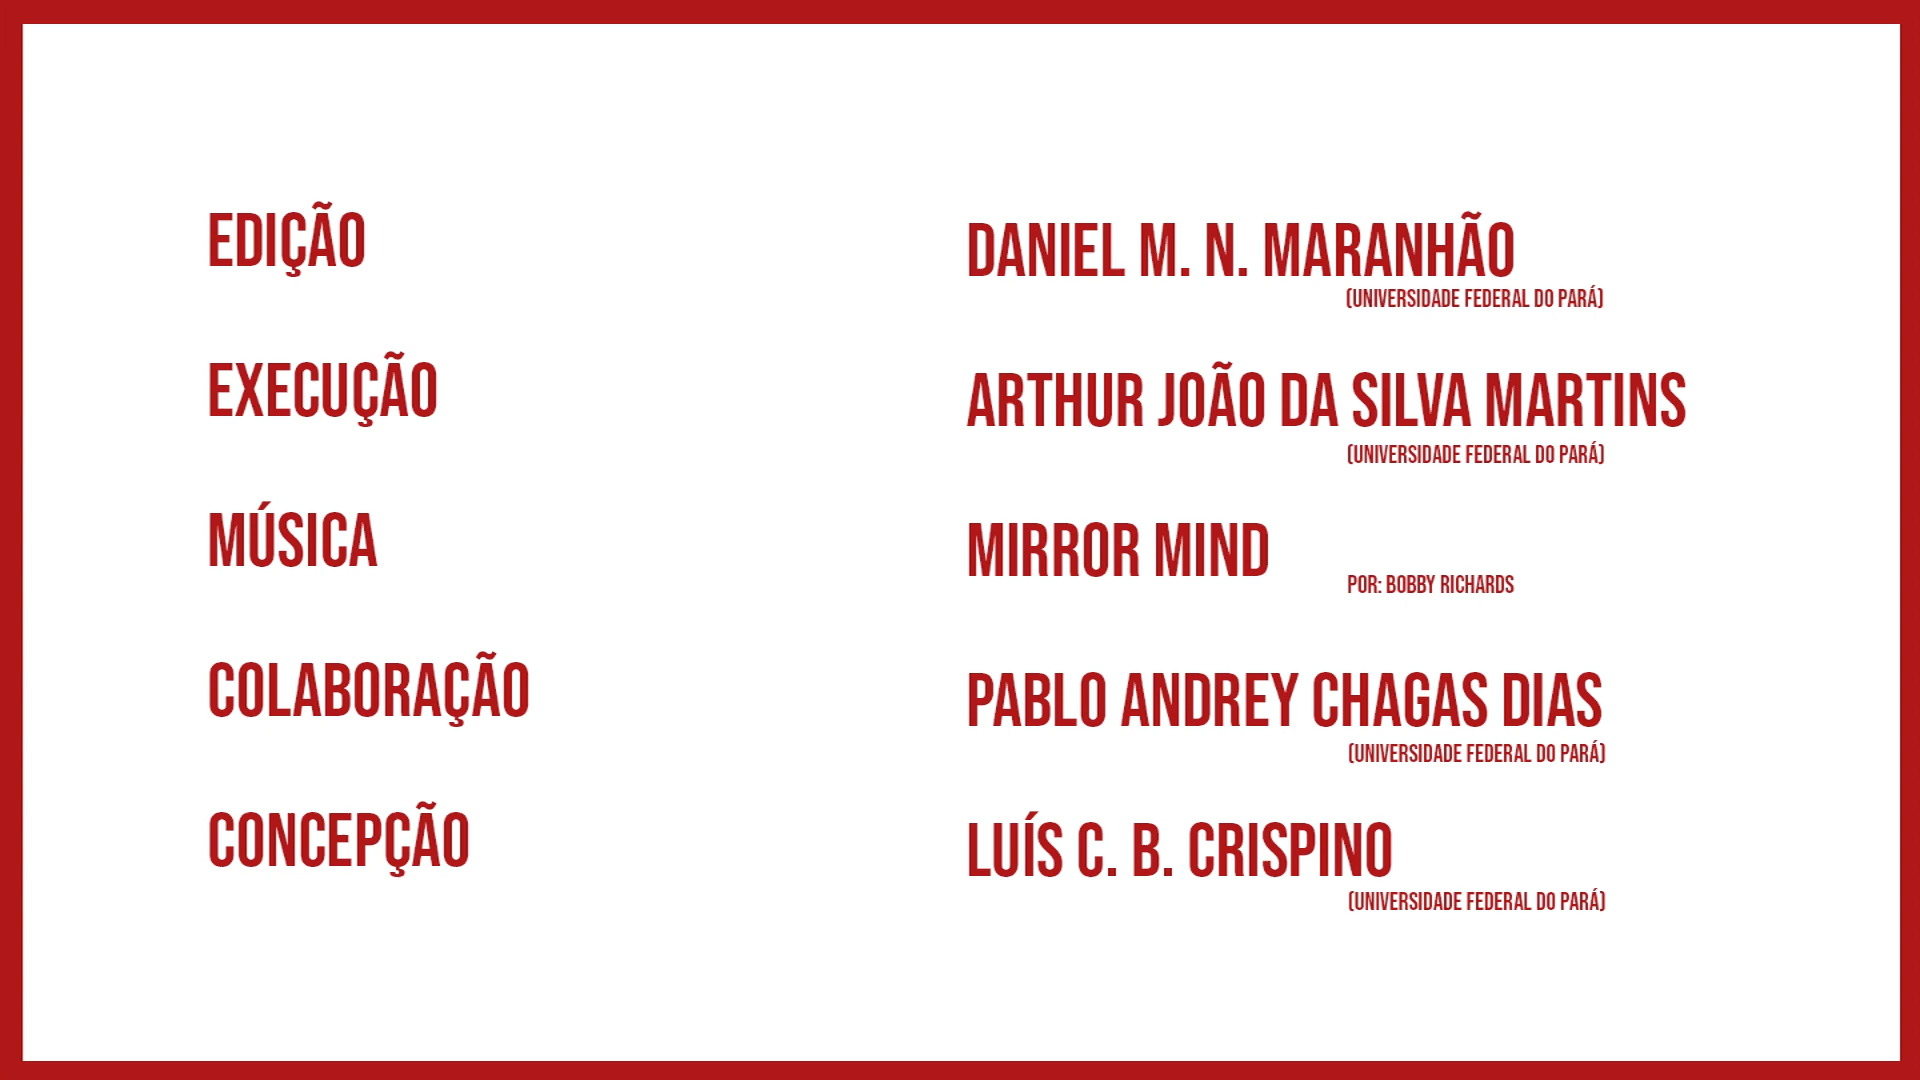 EDIÇÃO
DANIEL M. N. MARANHÃO
(UNIVERSIDADE FEDERAL DO PARÁ)
EXECUÇÃO
ARTHUR JOÃO DA SILVA MARTINS
(UNIVERSIDADE FEDERAL DO PARÁ)
MÚSICA
MIRROR MIND
POR: BOBBY RICHARDS
COLABORAÇÃO
PABLO ANDREY CHAGAS DIAS
(UNIVERSIDADE FEDERAL DO PARÁ)
CONCEPÇÃO
LUÍS C. B. CRISPINO
(UNIVERSIDADE FEDERAL DO PARÁ)